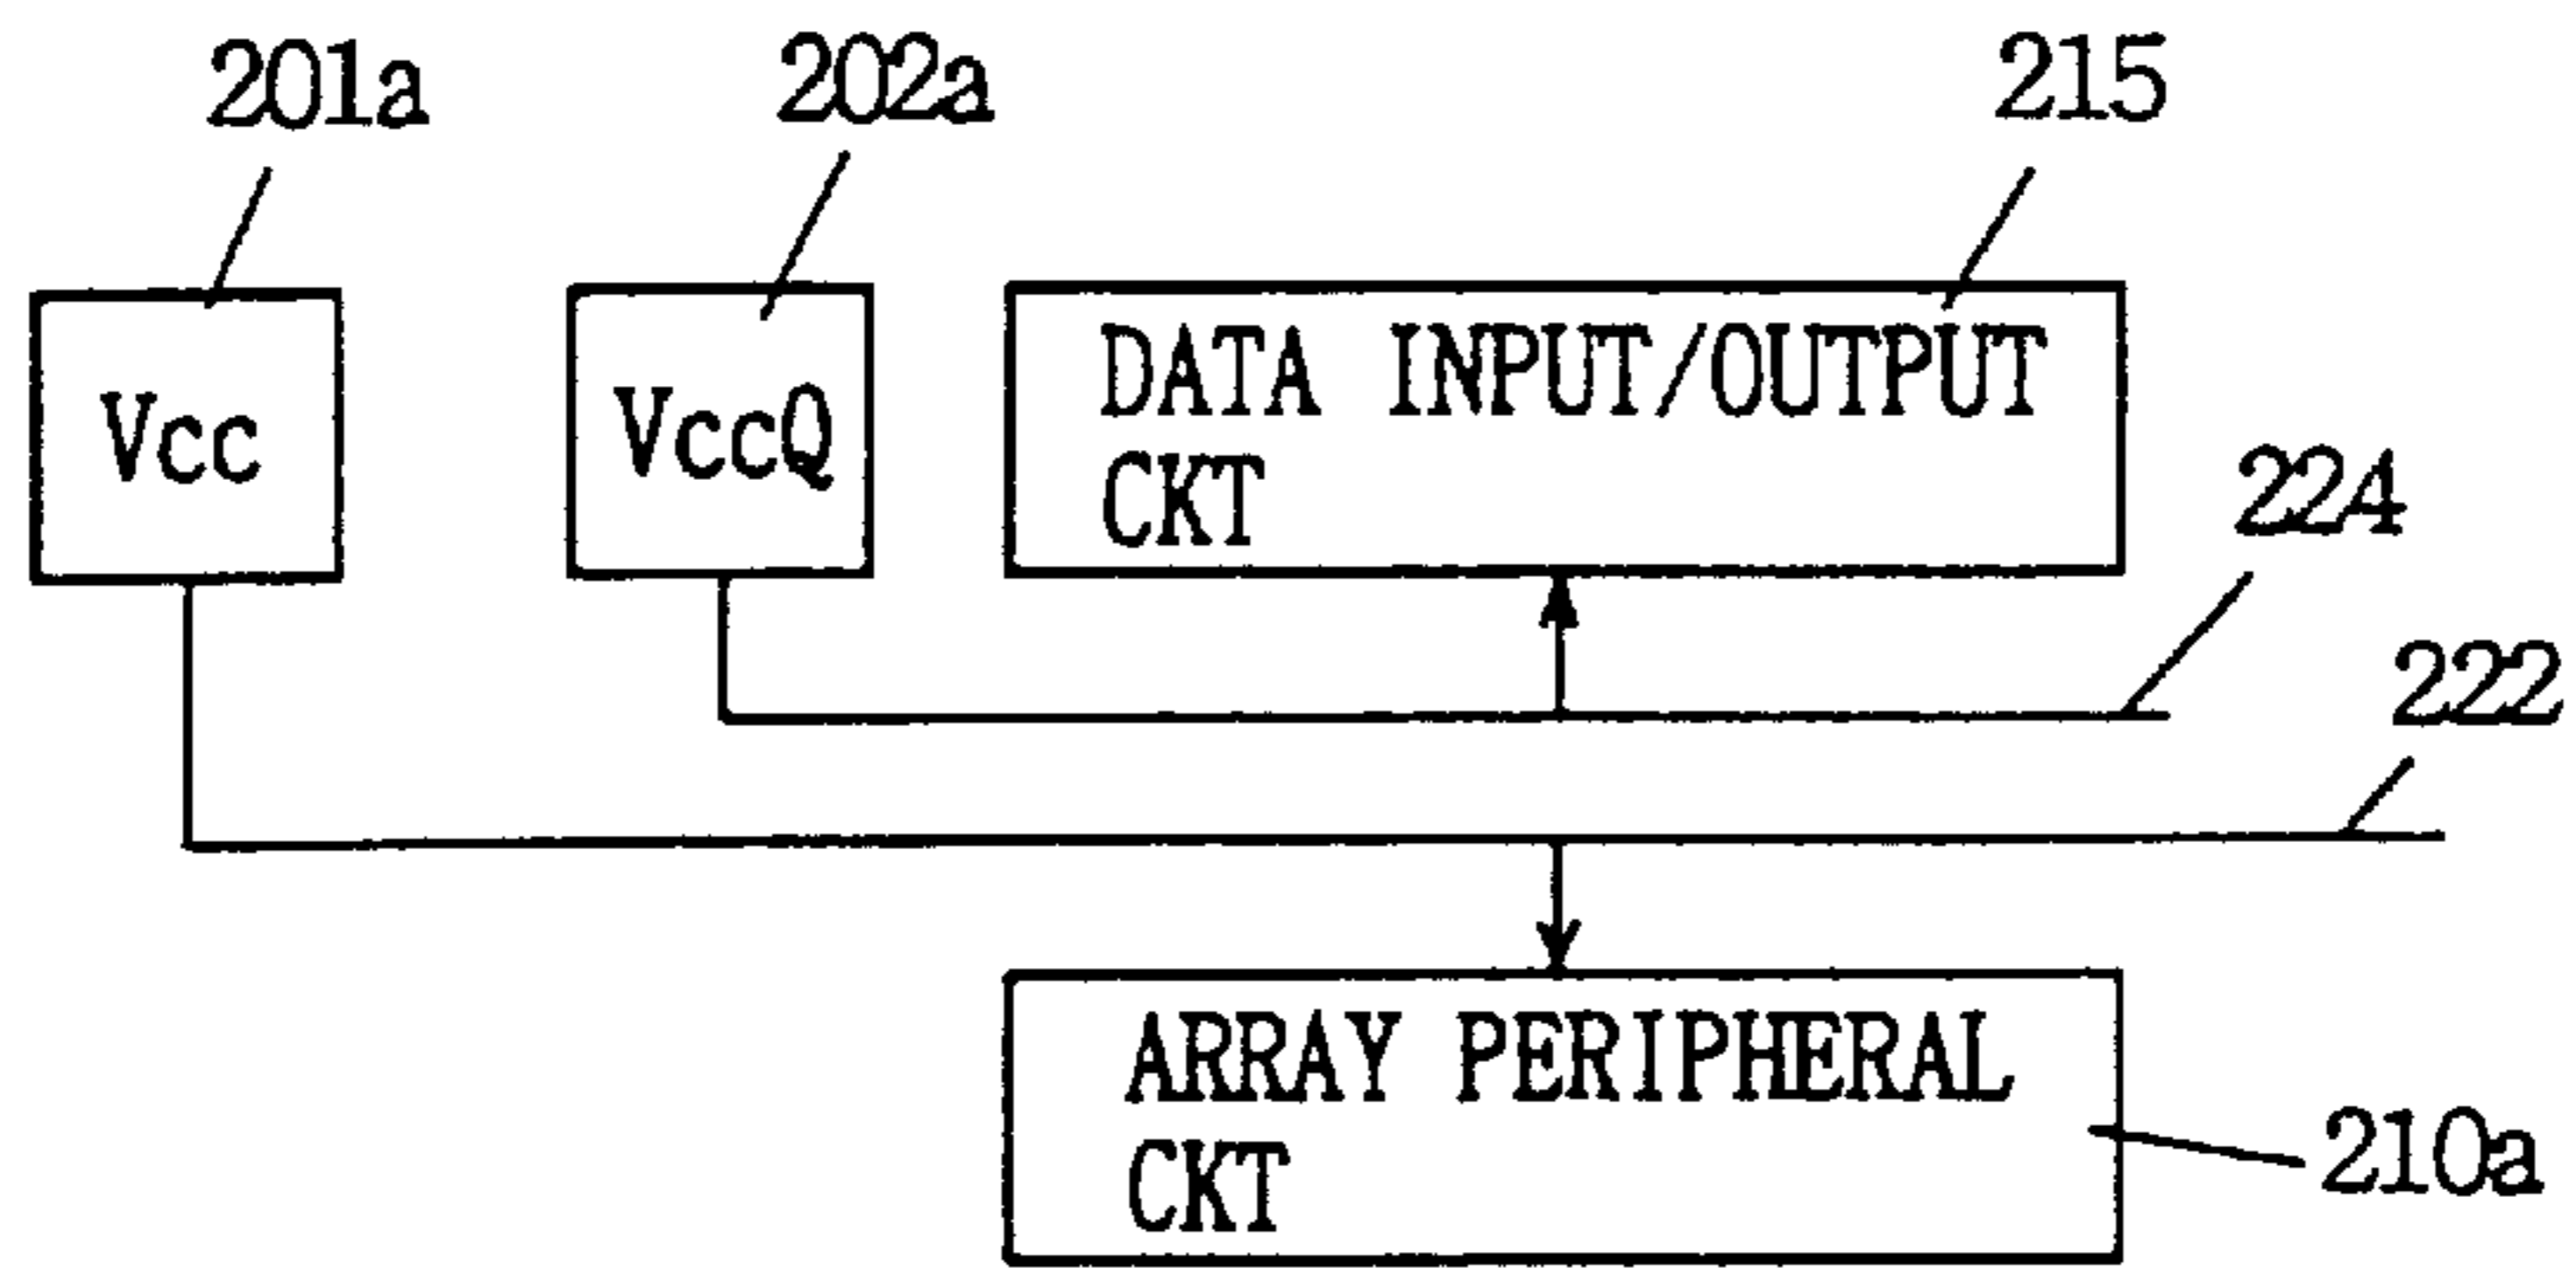 201a
202a
215
Vcc
VccQ
DATA INPUT/OUTPUT
CKT
224
222
ARRAY PERIPHERAL
CKT
210a